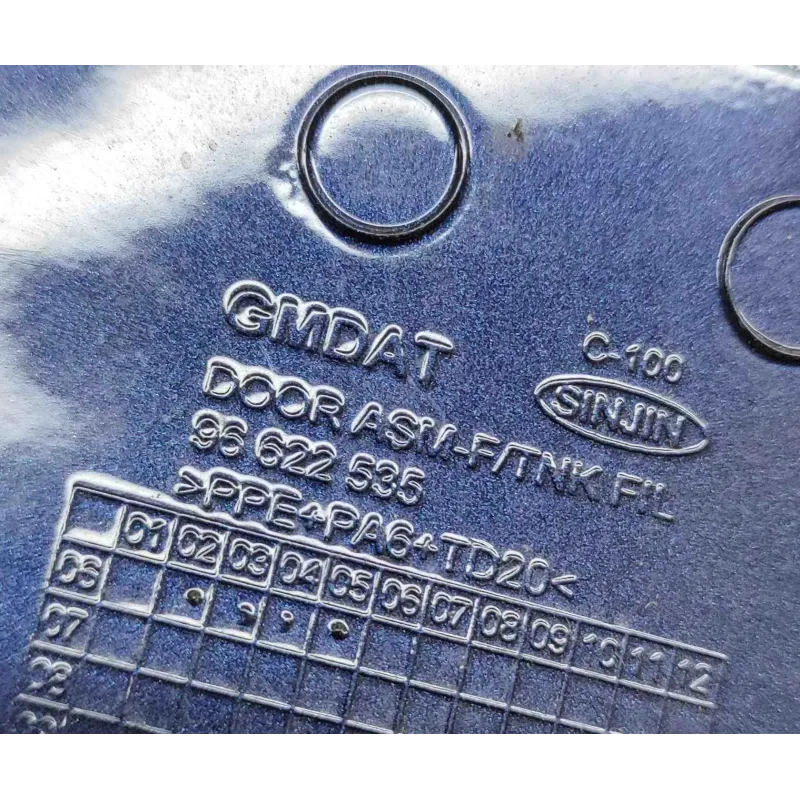 GMDAT
C-100
SINJIN
DOOR ASM-F/TNK FIL
96 622 535
>PPE+PA6+TD20<
01 02 03 04 05 06 07 08 09 10 11 12
06
07